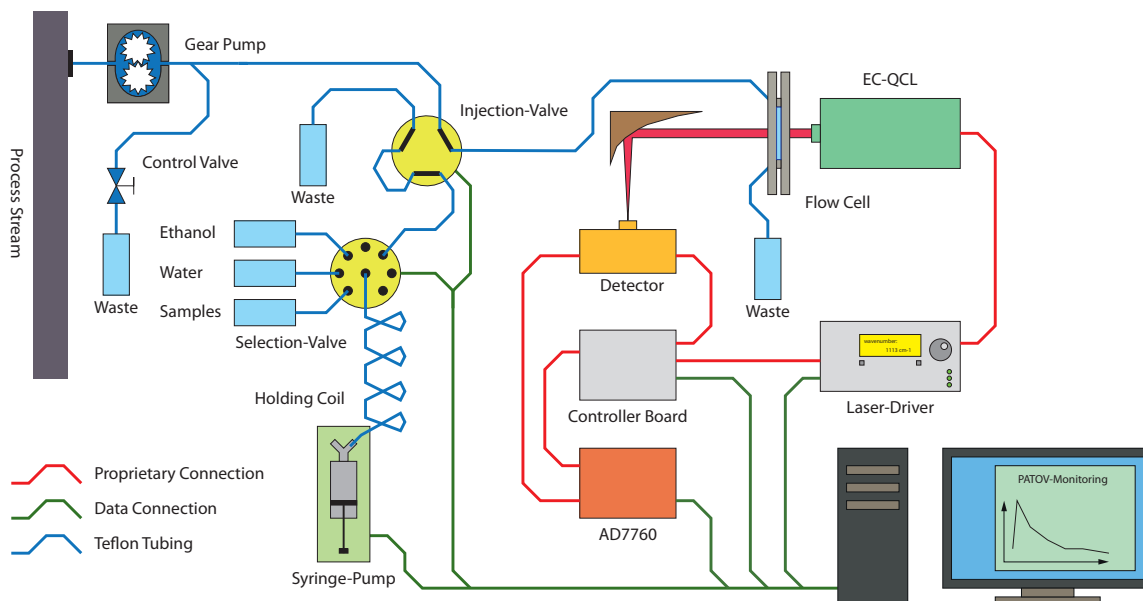 Gear Pump
EC-QCL
Injection-Valve
Process Stream
Control Valve
Waste
Flow Cell
Ethanol
Water
Samples
Waste
Selection-Valve
Detector
Waste
wavenumber:
1113 cm-1
Holding Coil
Controller Board
Laser-Driver
Proprietary Connection
Data Connection
Teflon Tubing
PATOV-Monitoring
AD7760
Syringe-Pump